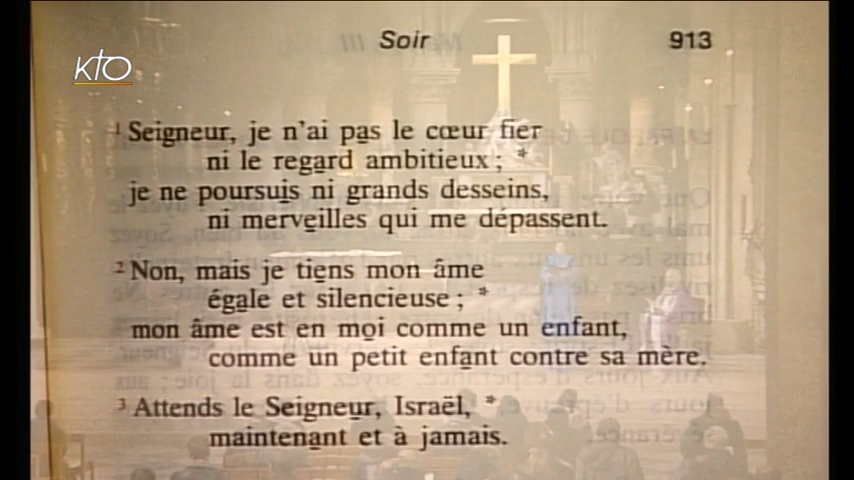 Soir 913
KTO
¹ Seigneur, je n'ai pas le cœur fier
ni le regard ambitieux ; *
je ne poursuis ni grands desseins,
ni merveilles qui me dépassent.
² Non, mais je tiens mon âme
égale et silencieuse ; *
mon âme est en moi comme un enfant,
comme un petit enfant contre sa mère.
³ Attends le Seigneur, Israël, *
maintenant et à jamais.